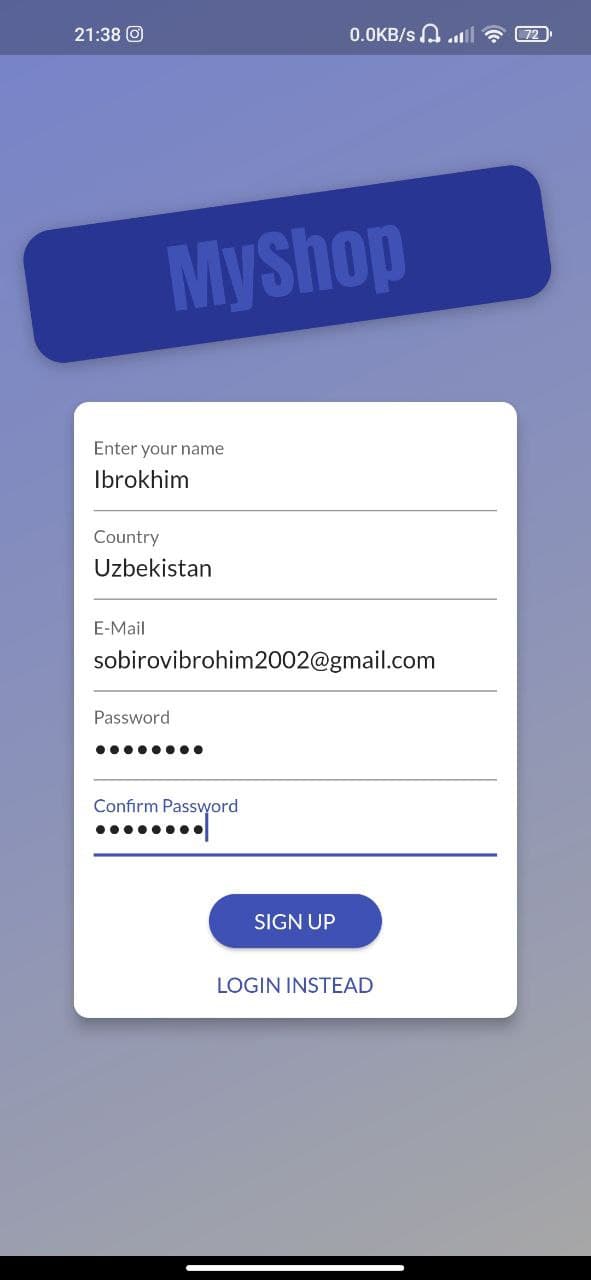 21:38
0.0KB/s
72
MyShop
Enter your name
Ibrokhim
Country
Uzbekistan
E-Mail
sobirovibrohim2002@gmail.com
Password
••••••••
Confirm Password
••••••••
SIGN UP
LOGIN INSTEAD